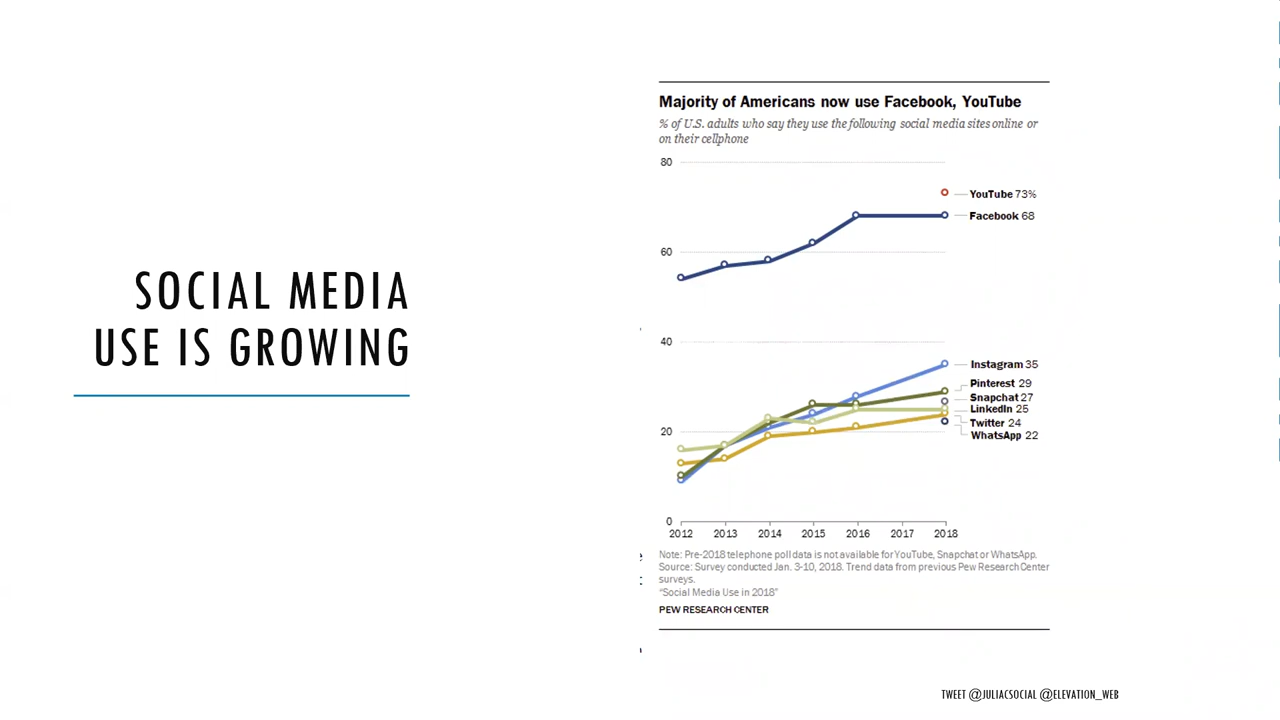 SOCIAL MEDIA
USE IS GROWING
Majority of Americans now use Facebook, YouTube
% of U.S. adults who say they use the following social media sites online or
on their cellphone
80
60
40
20
0
YouTube 73%
Facebook 68
Instagram 35
Pinterest 29
Snapchat 27
LinkedIn 25
Twitter 24
WhatsApp 22
2012 2013 2014 2015 2016 2017 2018
Note: Pre-2018 telephone poll data is not available for YouTube, Snapchat or WhatsApp.
Source: Survey conducted Jan. 3-10, 2018. Trend data from previous Pew Research Center
surveys.
"Social Media Use in 2018"
PEW RESEARCH CENTER
TWEET @JULIACSOCIAL @ELEVATION_WEB